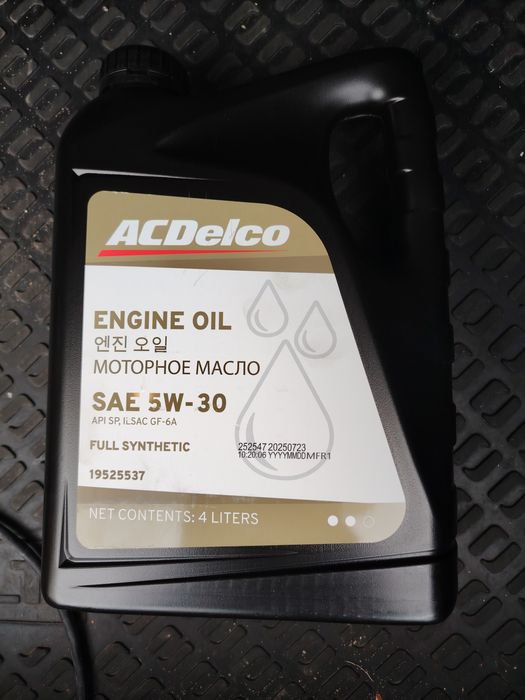 ACDelco
ENGINE OIL
엔진 오일
МОТОРНОЕ МАСЛО
SAE 5W-30
API SP, ILSAC GF-6A
FULL SYNTHETIC
252547 20250723
10:20:06 YYYYMMDDMFR1
19525537
NET CONTENTS: 4 LITERS